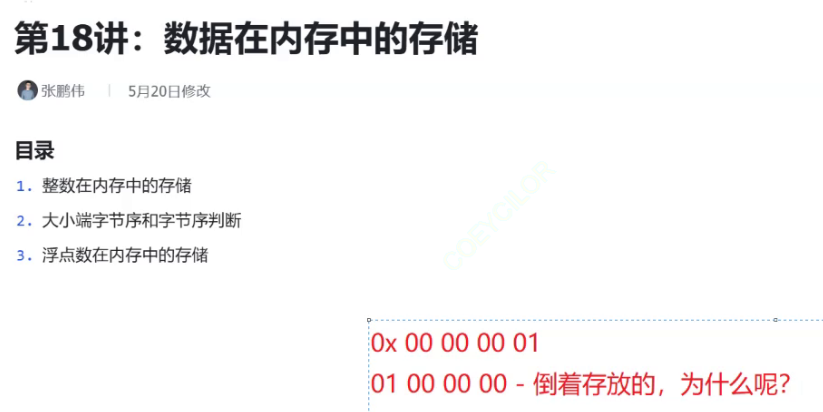 第18讲：数据在内存中的存储
张鹏伟 | 5月20日修改
目录
1. 整数在内存中的存储
2. 大小端字节序和字节序判断
3. 浮点数在内存中的存储
0x 00 00 00 01
01 00 00 00 - 倒着存放的，为什么呢？